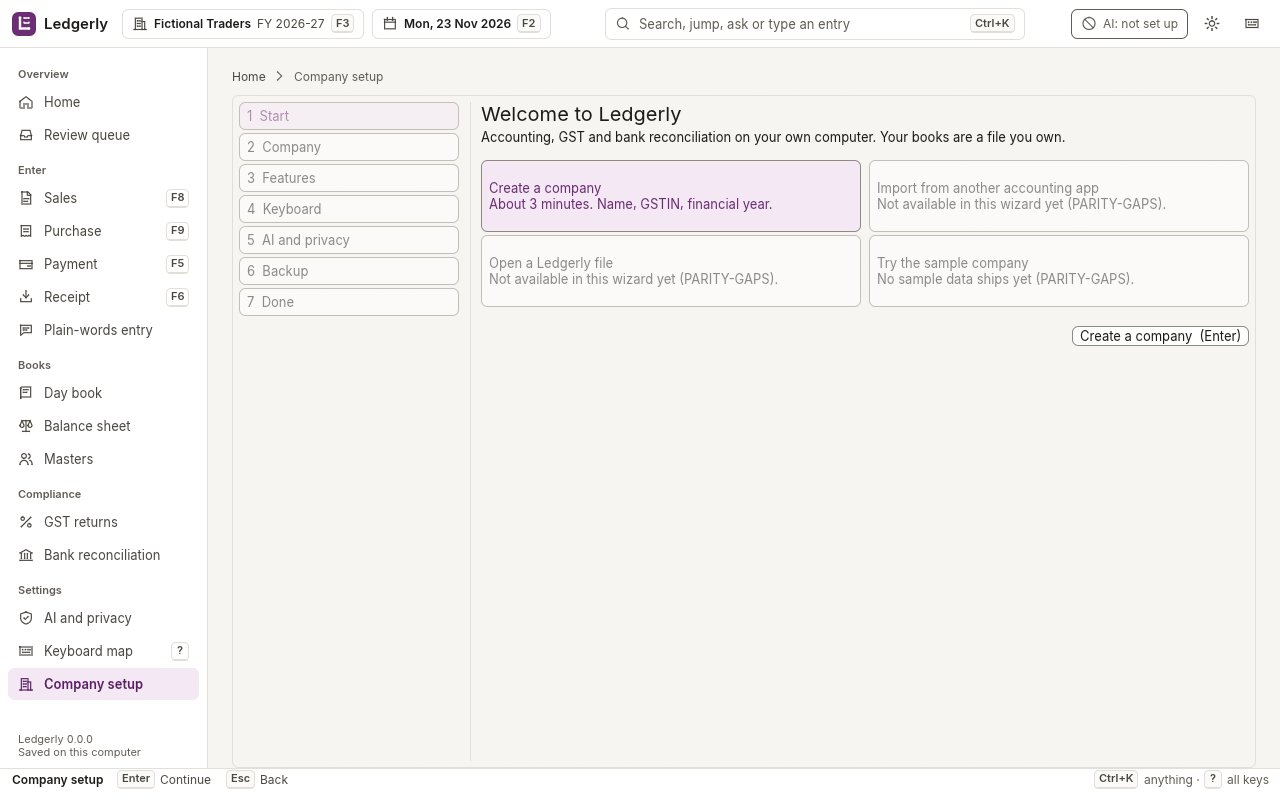 Ledgerly
Fictional Traders FY 2026-27 F3
Mon, 23 Nov 2026 F2
Search, jump, ask or type an entry Ctrl+K
AI: not set up
Overview
Home
Review queue
Enter
Sales F8
Purchase F9
Payment F5
Receipt F6
Plain-words entry
Books
Day book
Balance sheet
Masters
Compliance
GST returns
Bank reconciliation
Settings
AI and privacy
Keyboard map ?
Company setup
Ledgerly 0.0.0
Saved on this computer
Home > Company setup
1 Start
2 Company
3 Features
4 Keyboard
5 AI and privacy
6 Backup
7 Done
Welcome to Ledgerly
Accounting, GST and bank reconciliation on your own computer. Your books are a file you own.
Create a company
About 3 minutes. Name, GSTIN, financial year.
Import from another accounting app
Not available in this wizard yet (PARITY-GAPS).
Open a Ledgerly file
Not available in this wizard yet (PARITY-GAPS).
Try the sample company
No sample data ships yet (PARITY-GAPS).
Create a company (Enter)
Company setup Enter Continue Esc Back
Ctrl+K anything · ? all keys